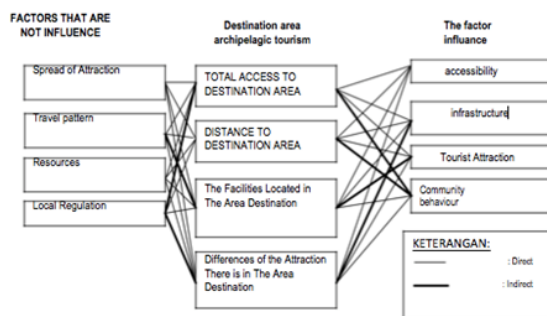 FACTORS THAT ARE
NOT INFLUENCE
Spread of Attraction
Travel pattern
Resources
Local Regulation
Destination area
archipelagic tourism
TOTAL ACCESS TO
DESTINATION AREA
DISTANCE TO
DESTINATION AREA
The Facilities Located in
The Area Destination
Differences of the Attraction
There is in The Area
Destination
The factor
influence
accessibility
infrastructure
Tourist Attraction
Community
behaviour
KETERANGAN:
: Direct
: Indirect